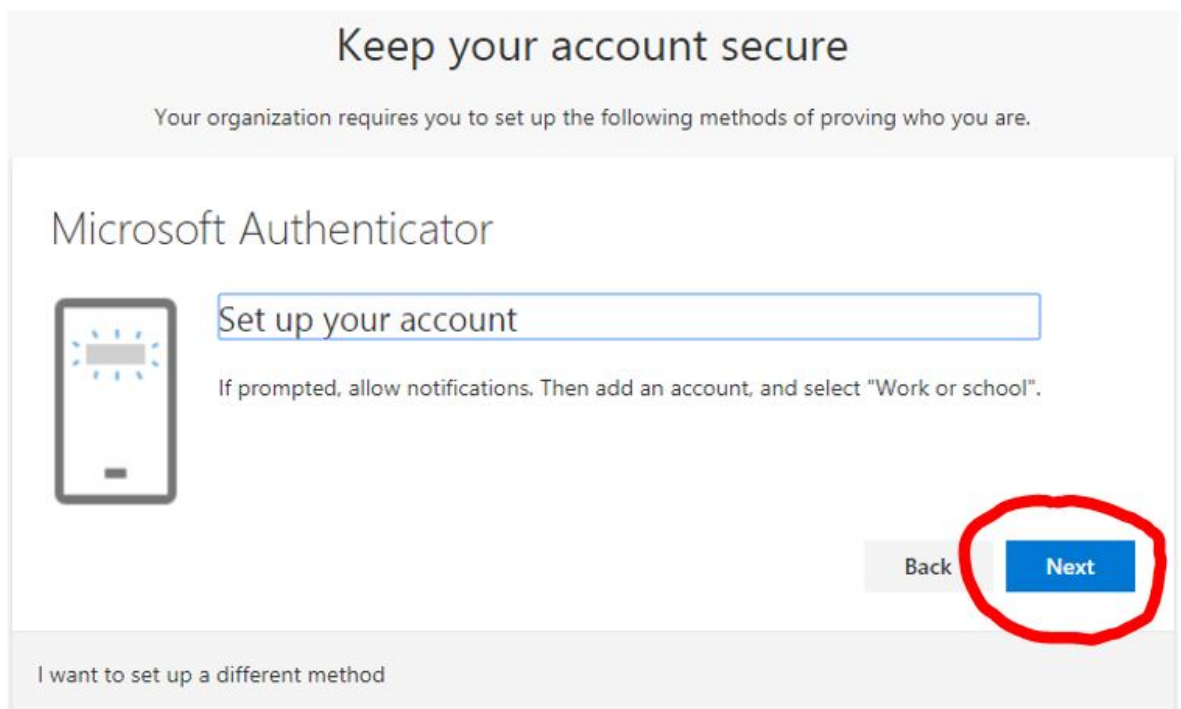 Keep your account secure
Your organization requires you to set up the following methods of proving who you are.
Microsoft Authenticator
Set up your account
If prompted, allow notifications. Then add an account, and select "Work or school".
Back
Next
I want to set up a different method